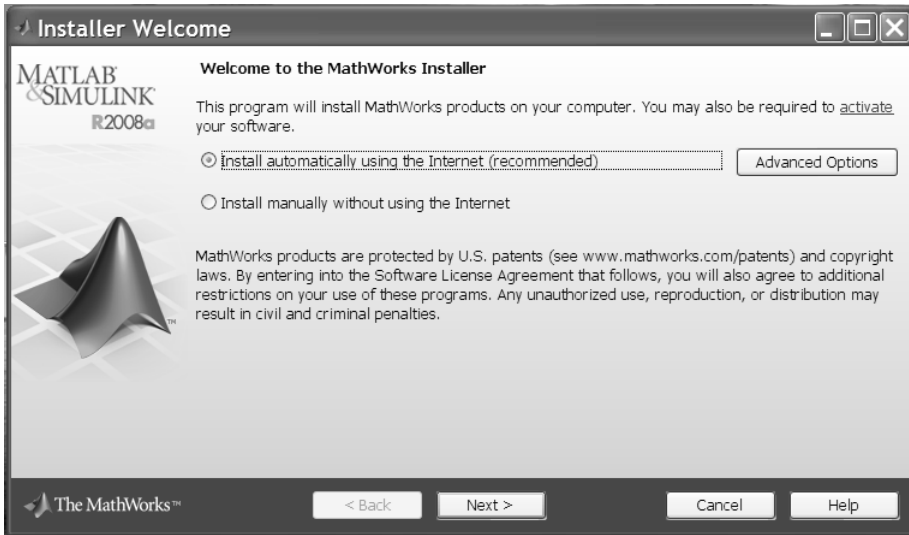 Installer Welcome
MATLAB
&SIMULINK
R2008a
Welcome to the MathWorks Installer
This program will install MathWorks products on your computer. You may also be required to activate
your software.
Install automatically using the Internet (recommended)
Advanced Options
Install manually without using the Internet
MathWorks products are protected by U.S. patents (see www.mathworks.com/patents) and copyright
laws. By entering into the Software License Agreement that follows, you will also agree to additional
restrictions on your use of these programs. Any unauthorized use, reproduction, or distribution may
result in civil and criminal penalties.
TM
The MathWorks™
< Back
Next >
Cancel
Help